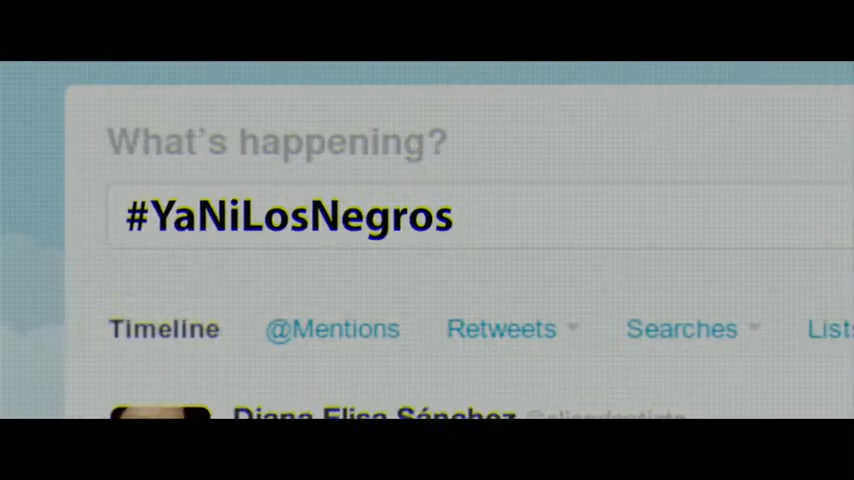 What's happening?
#YaNiLosNegros
Timeline @Mentions Retweets Searches Lists
Diana Elisa Sánchez